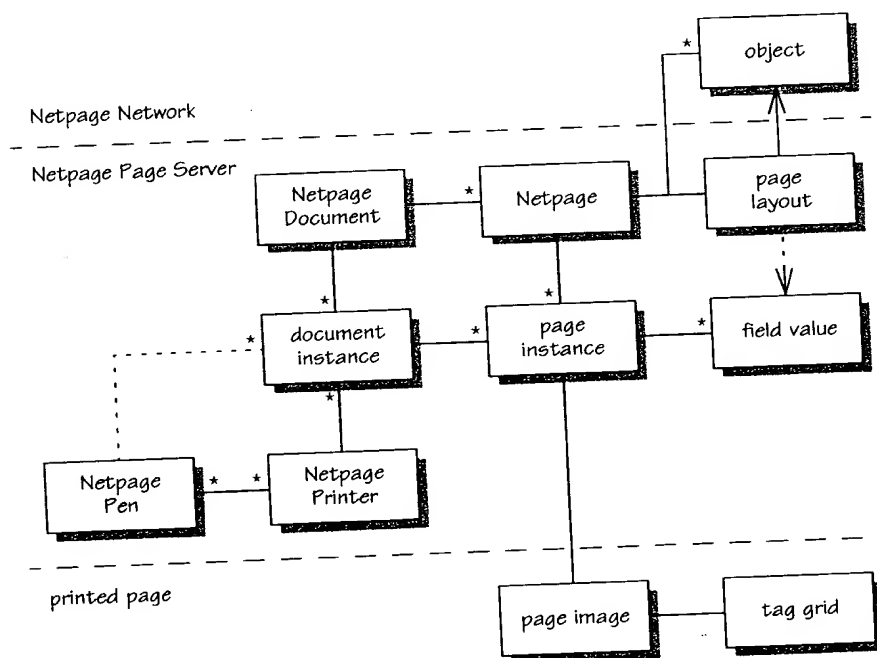 *
object
Netpage Network
Netpage Page Server
Netpage
Document
*
Netpage
page
layout
*
*
*
document
instance
*
page
instance
*
field value
*
Netpage
Pen
*
*
Netpage
Printer
printed page
page image
tag grid